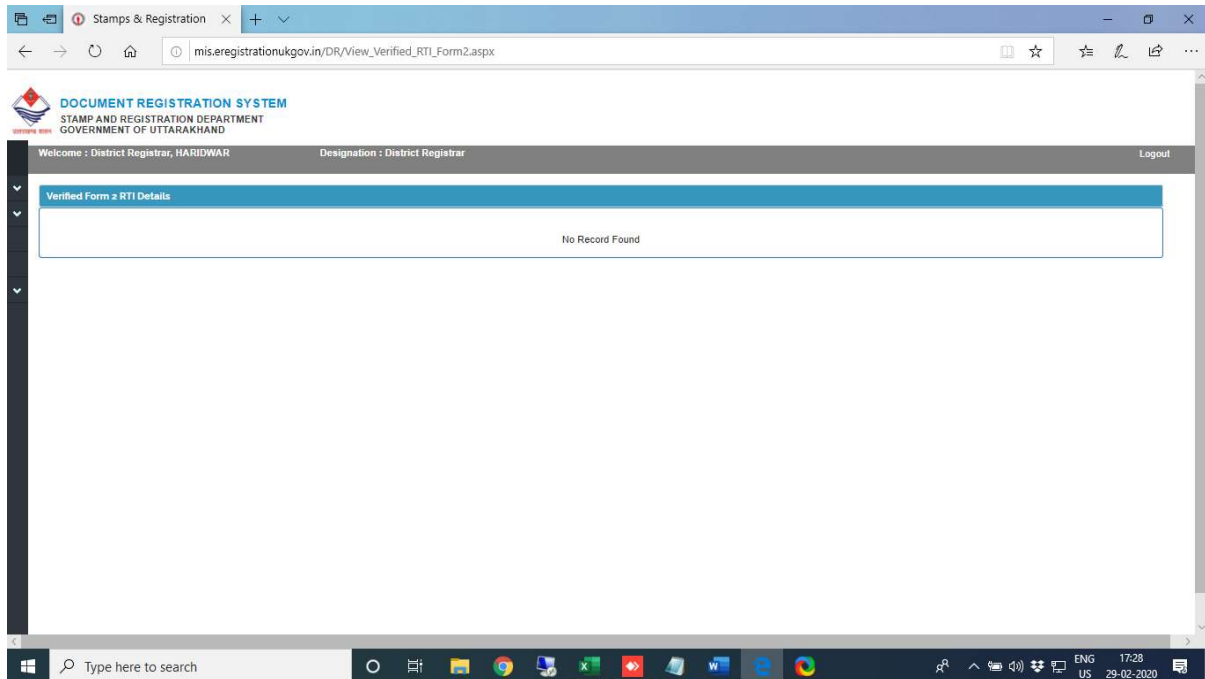 Stamps & Registration
mis.eregistrationukgov.in/DR/View_Verified_RTI_Form2.aspx
DOCUMENT REGISTRATION SYSTEM
STAMP AND REGISTRATION DEPARTMENT
GOVERNMENT OF UTTARAKHAND
Welcome : District Registrar, HARIDWAR Designation : District Registrar Logout
Verified Form 2 RTI Details
No Record Found
Type here to search
ENG 17:28
US 29-02-2020